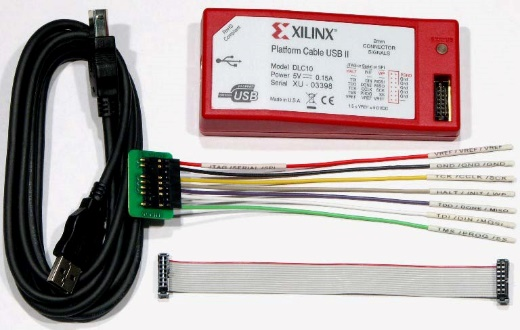 RoHS
Compliant
XILINX
Platform Cable USB II
Model DLC10
Power 5V 0.15A
Serial XU - 03398
Made in U.S.A
CE
USB
2mm
CONNECTOR
SIGNALS
JTAG/SERIAL/SPI
VREF / VREF / VREF
GND / GND / GND
TCK / CCLK / SCK
HALT / INIT / WP
TDO / DONE / MISO
TDI / DIN / MOSI
TMS / PROG / SS